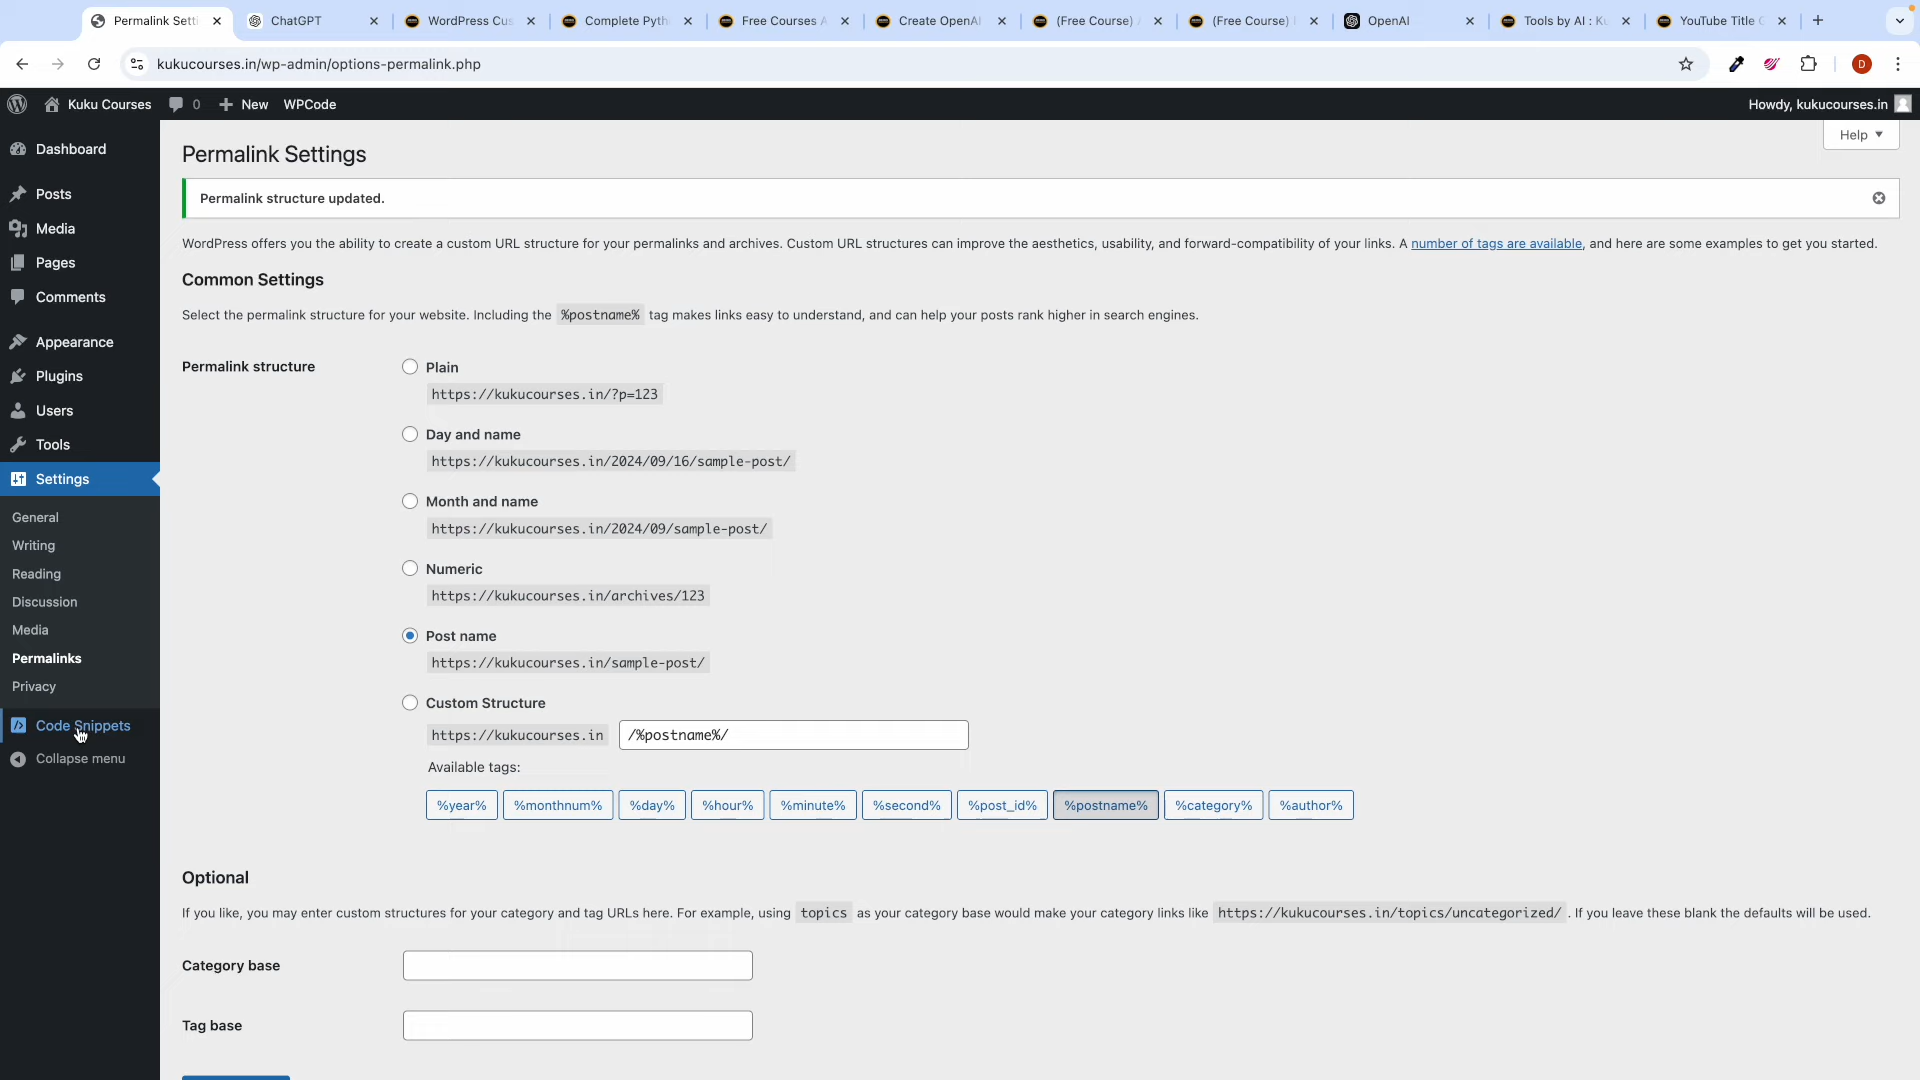 Permalink Setti
ChatGPT
WordPress Cus
Complete Pyth
Free Courses A
Create OpenAI
(Free Course) A
(Free Course)
OpenAI
Tools by AI : Ku
YouTube Title G
kukucourses.in/wp-admin/options-permalink.php
D
Kuku Courses
0
New
WPCode
Howdy, kukucourses.in
Dashboard
Posts
Media
Pages
Comments
Appearance
Plugins
Users
Tools
Settings
General
Writing
Reading
Discussion
Media
Permalinks
Privacy
Code Snippets
Collapse menu
Help
Permalink Settings
Permalink structure updated.
WordPress offers you the ability to create a custom URL structure for your permalinks and archives. Custom URL structures can improve the aesthetics, usability, and forward-compatibility of your links. A number of tags are available, and here are some examples to get you started.
Common Settings
Select the permalink structure for your website. Including the %postname% tag makes links easy to understand, and can help your posts rank higher in search engines.
Permalink structure
Plain
https://kukucourses.in/?p=123
Day and name
https://kukucourses.in/2024/09/16/sample-post/
Month and name
https://kukucourses.in/2024/09/sample-post/
Numeric
https://kukucourses.in/archives/123
Post name
https://kukucourses.in/sample-post/
Custom Structure
https://kukucourses.in /%postname%/
Available tags:
%year% %monthnum% %day% %hour% %minute% %second% %post_id% %postname% %category% %author%
Optional
If you like, you may enter custom structures for your category and tag URLs here. For example, using topics as your category base would make your category links like https://kukucourses.in/topics/uncategorized/ . If you leave these blank the defaults will be used.
Category base
Tag base